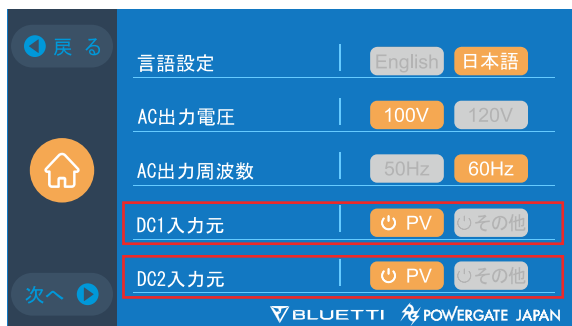 戻る
言語設定 English 日本語
AC出力電圧 100V 120V
AC出力周波数 50Hz 60Hz
DC1入力元 PV その他
DC2入力元 PV その他
次へ
BLUETTI POWERGATE JAPAN